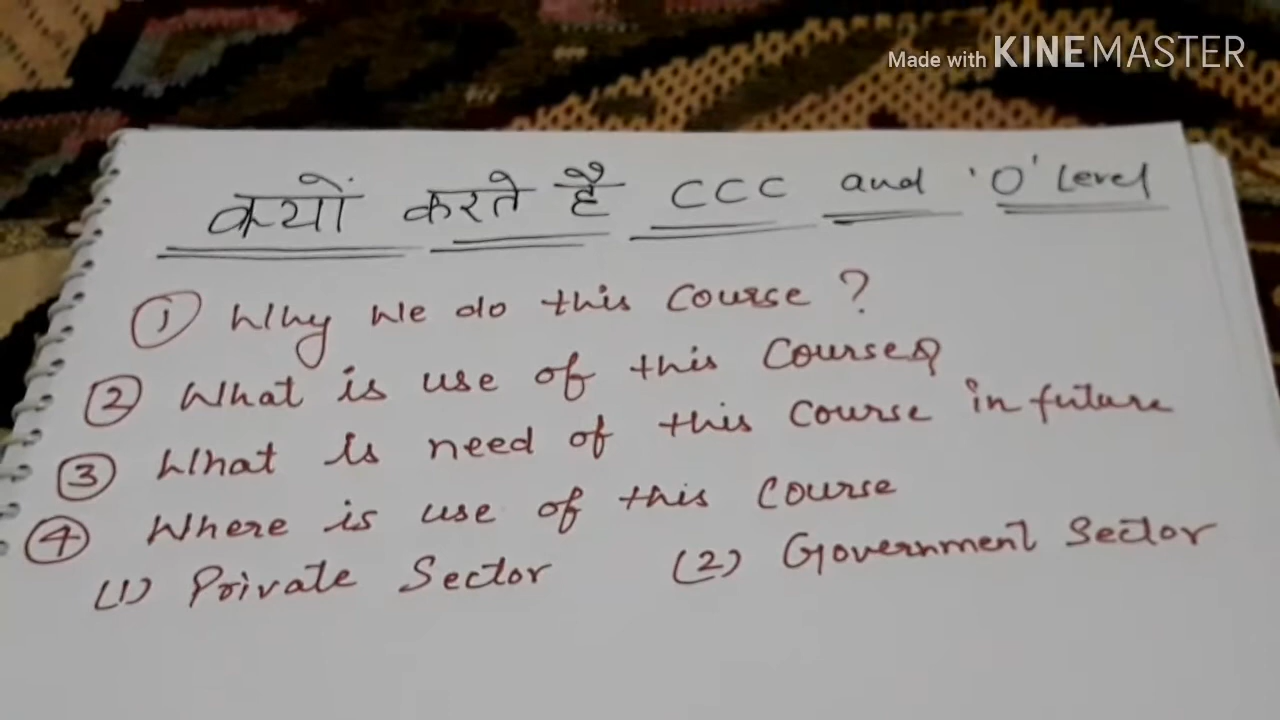 Made with KINEMASTER
क्यों करते है CCC and 'O' Level
① Why We do this Course ?
② What is use of this Course?
③ What is need of this Course in future
④ Where is use of this Course
(1) Private Sector (2) Government Sector